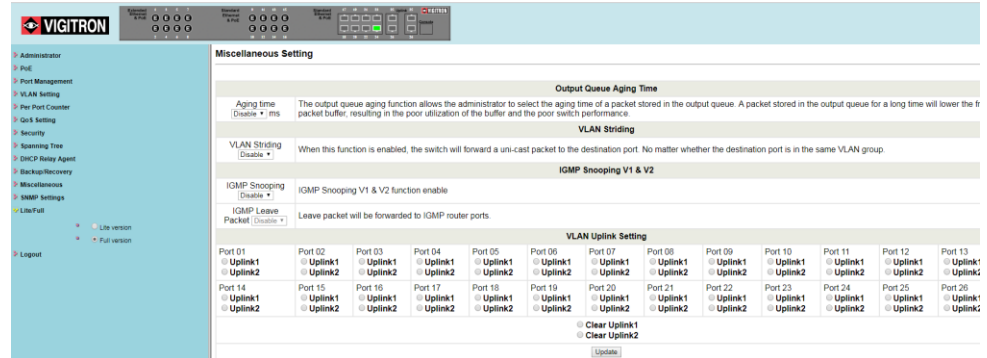 VIGITRON
Extended Ethernet & PoE
Standard Ethernet & PoE
Standard Ethernet & PoE
VIGITRON
Administrator
PoE
Port Management
VLAN Setting
Per Port Counter
QoS Setting
Security
Spanning Tree
DHCP Relay Agent
Backup/Recovery
Miscellaneous
SNMP Settings
Lite/Full
Lite version
Full version
Logout
Miscellaneous Setting
Output Queue Aging Time
Aging time
Disable ms
The output queue aging function allows the administrator to select the aging time of a packet stored in the output queue. A packet stored in the output queue for a long time will lower the
packet buffer, resulting in the poor utilization of the buffer and the poor switch performance.
VLAN Striding
VLAN Striding
Disable
When this function is enabled, the switch will forward a uni-cast packet to the destination port. No matter whether the destination port is in the same VLAN group.
IGMP Snooping V1 & V2
IGMP Snooping
Disable
IGMP Snooping V1 & V2 function enable
IGMP Leave
Packet Disable
Leave packet will be forwarded to IGMP router ports.
VLAN Uplink Setting
Port 01 Port 02 Port 03 Port 04 Port 05 Port 06 Port 07 Port 08 Port 09 Port 10 Port 11 Port 12 Port 13
Uplink1 Uplink1 Uplink1 Uplink1 Uplink1 Uplink1 Uplink1 Uplink1 Uplink1 Uplink1 Uplink1 Uplink1 Uplink1
Uplink2 Uplink2 Uplink2 Uplink2 Uplink2 Uplink2 Uplink2 Uplink2 Uplink2 Uplink2 Uplink2 Uplink2 Uplink2
Port 14 Port 15 Port 16 Port 17 Port 18 Port 19 Port 20 Port 21 Port 22 Port 23 Port 24 Port 25 Port 26
Uplink1 Uplink1 Uplink1 Uplink1 Uplink1 Uplink1 Uplink1 Uplink1 Uplink1 Uplink1 Uplink1 Uplink1 Uplink1
Uplink2 Uplink2 Uplink2 Uplink2 Uplink2 Uplink2 Uplink2 Uplink2 Uplink2 Uplink2 Uplink2 Uplink2 Uplink2
Clear Uplink1
Clear Uplink2
Update